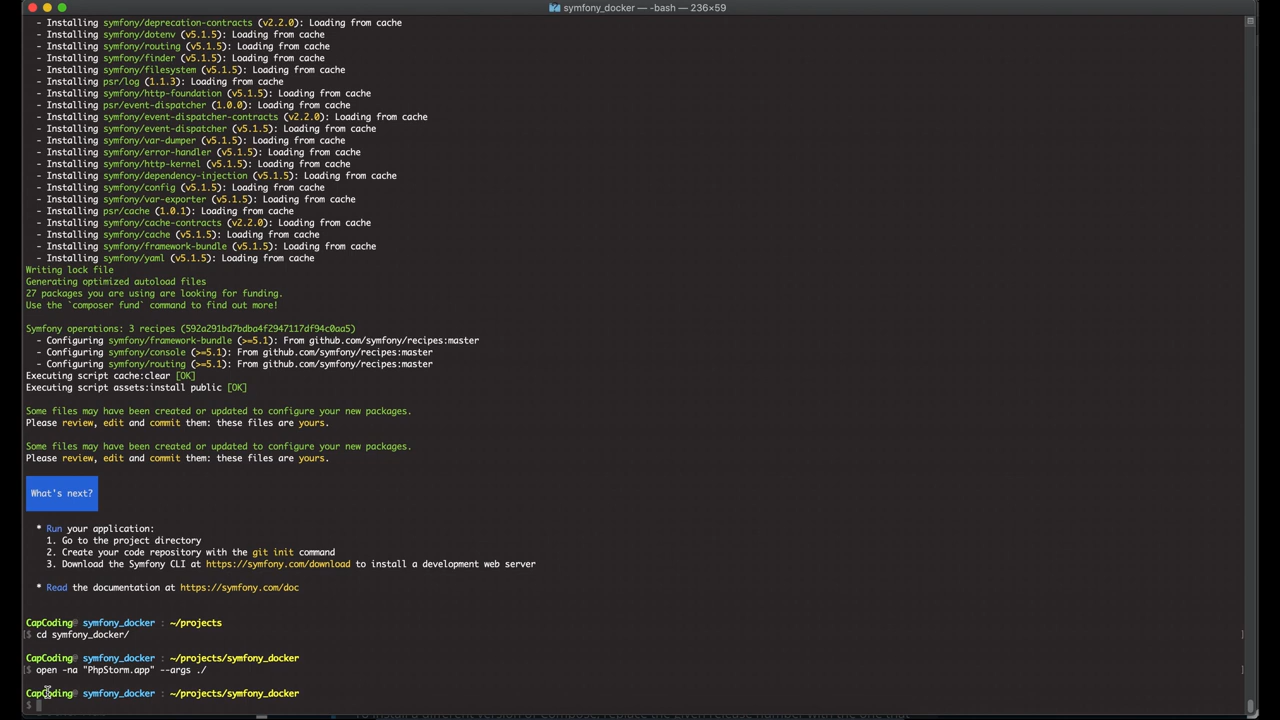 symfony_docker — -bash — 236×59
- Installing symfony/deprecation-contracts (v2.2.0): Loading from cache
- Installing symfony/dotenv (v5.1.5): Loading from cache
- Installing symfony/routing (v5.1.5): Loading from cache
- Installing symfony/finder (v5.1.5): Loading from cache
- Installing symfony/filesystem (v5.1.5): Loading from cache
- Installing psr/log (1.1.3): Loading from cache
- Installing symfony/http-foundation (v5.1.5): Loading from cache
- Installing psr/event-dispatcher (1.0.0): Loading from cache
- Installing symfony/event-dispatcher-contracts (v2.2.0): Loading from cache
- Installing symfony/event-dispatcher (v5.1.5): Loading from cache
- Installing symfony/var-dumper (v5.1.5): Loading from cache
- Installing symfony/error-handler (v5.1.5): Loading from cache
- Installing symfony/http-kernel (v5.1.5): Loading from cache
- Installing symfony/dependency-injection (v5.1.5): Loading from cache
- Installing symfony/config (v5.1.5): Loading from cache
- Installing symfony/var-exporter (v5.1.5): Loading from cache
- Installing psr/cache (1.0.1): Loading from cache
- Installing symfony/cache-contracts (v2.2.0): Loading from cache
- Installing symfony/cache (v5.1.5): Loading from cache
- Installing symfony/framework-bundle (v5.1.5): Loading from cache
- Installing symfony/yaml (v5.1.5): Loading from cache
Writing lock file
Generating optimized autoload files
27 packages you are using are looking for funding.
Use the `composer fund` command to find out more!
Symfony operations: 3 recipes (592a291bd7bdba4f2947117df94c0aa5)
- Configuring symfony/framework-bundle (>=5.1): From github.com/symfony/recipes:master
- Configuring symfony/console (>=5.1): From github.com/symfony/recipes:master
- Configuring symfony/routing (>=5.1): From github.com/symfony/recipes:master
Executing script cache:clear [OK]
Executing script assets:install public [OK]
Some files may have been created or updated to configure your new packages.
Please review, edit and commit them: these files are yours.
Some files may have been created or updated to configure your new packages.
Please review, edit and commit them: these files are yours.
What's next?
* Run your application:
1. Go to the project directory
2. Create your code repository with the git init command
3. Download the Symfony CLI at https://symfony.com/download to install a development web server
* Read the documentation at https://symfony.com/doc
CapCoding@ symfony_docker : ~/projects
[$ cd symfony_docker/ ]
CapCoding@ symfony_docker : ~/projects/symfony_docker
[$ open -na "PhpStorm.app" --args ./ ]
CapCoding@ symfony_docker : ~/projects/symfony_docker
$